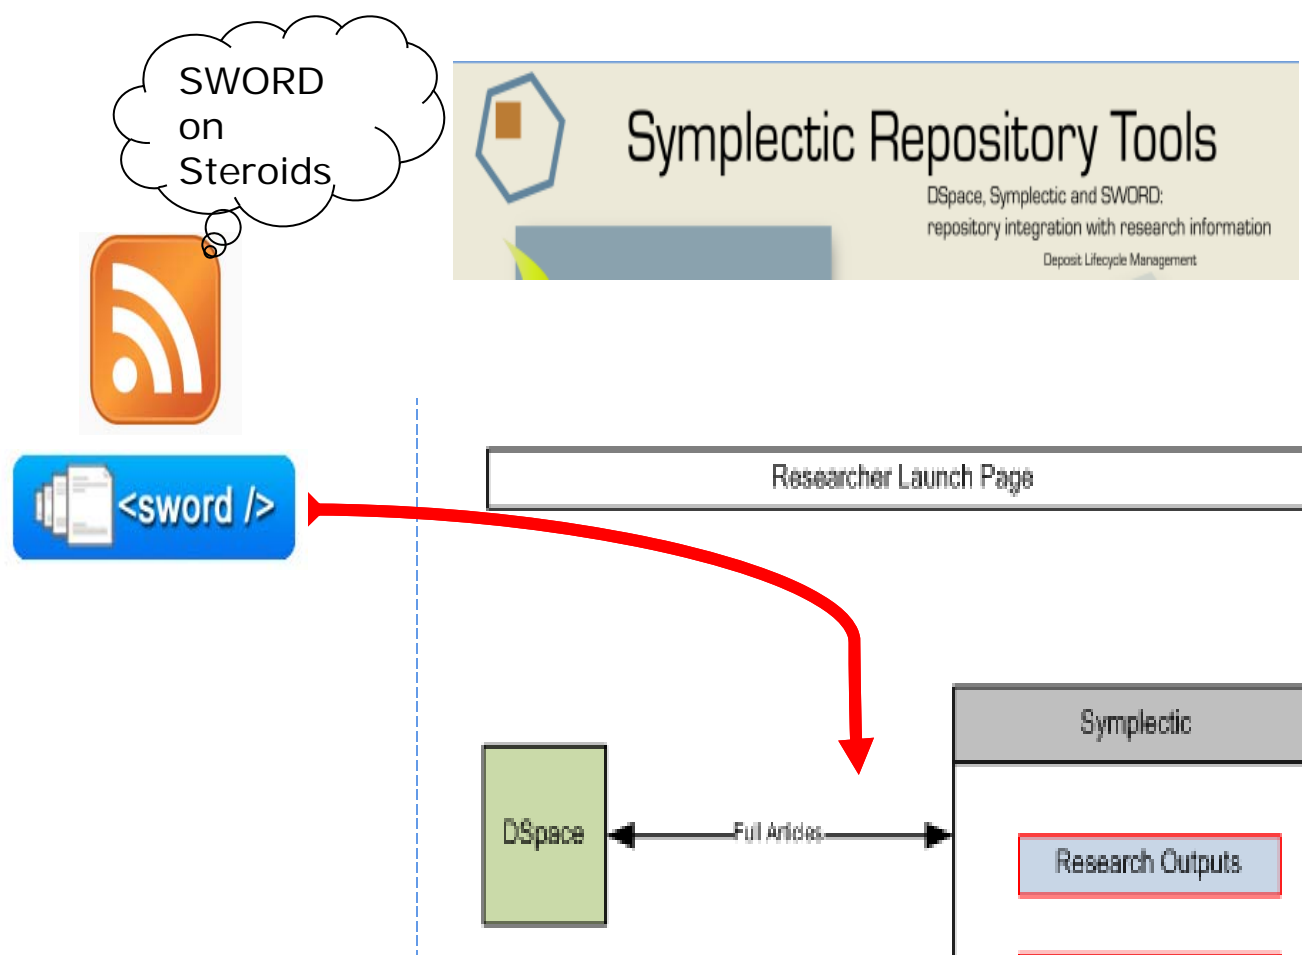 SWORD
on
Steroids
Symplectic Repository Tools
DSpace, Symplectic and SWORD:
repository integration with research information
Deposit Lifecycle Management
<sword />
Researcher Launch Page
Symplectic
DSpace
Full Articles
Research Outputs